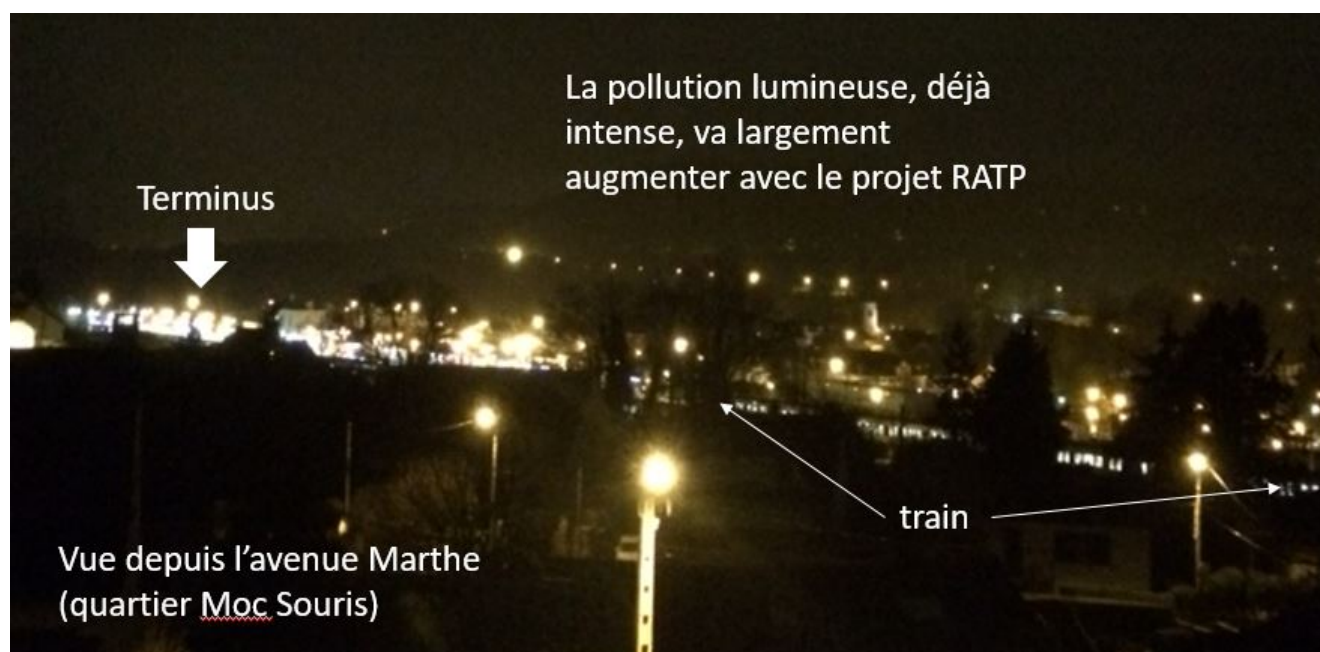 La pollution lumineuse, déjà
intense, va largement
augmenter avec le projet RATP
Terminus
train
Vue depuis l’avenue Marthe
(quartier Moc Souris)